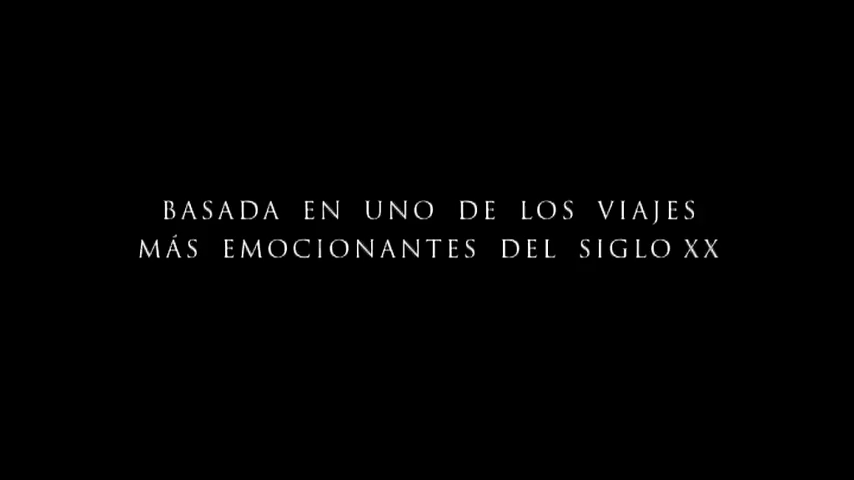 BASADA EN UNO DE LOS VIAJES
MÁS EMOCIONANTES DEL SIGLO XX